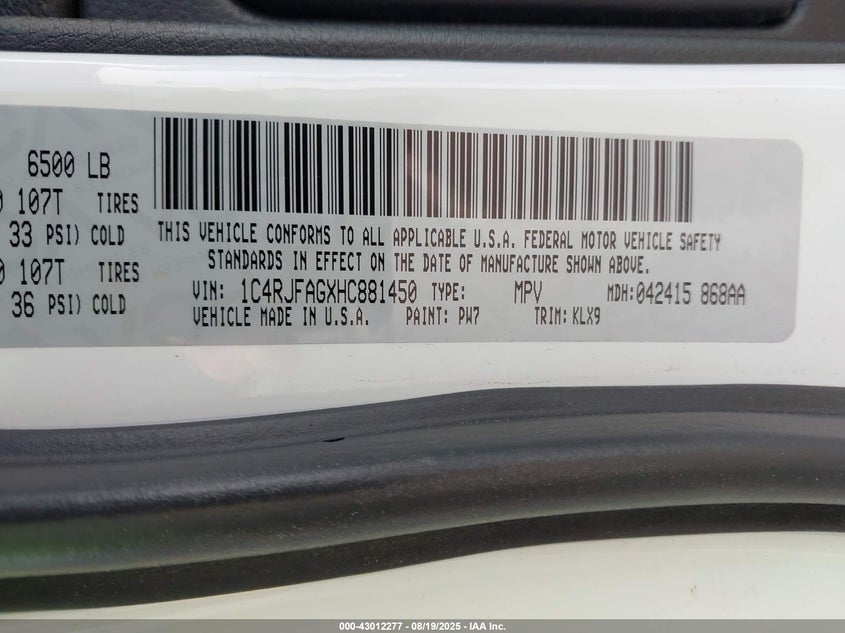 6500 LB
107T TIRES
33 PSI) COLD
107T TIRES
36 PSI) COLD
THIS VEHICLE CONFORMS TO ALL APPLICABLE U.S.A. FEDERAL MOTOR VEHICLE SAFETY
STANDARDS IN EFFECT ON THE DATE OF MANUFACTURE SHOWN ABOVE.
VIN: 1C4RJFAGXHC881450 TYPE: MPV MDH:042415 868AA
VEHICLE MADE IN U.S.A. PAINT: PW7 TRIM: KLX9
000-43012277 - 08/19/2025 - IAA Inc.